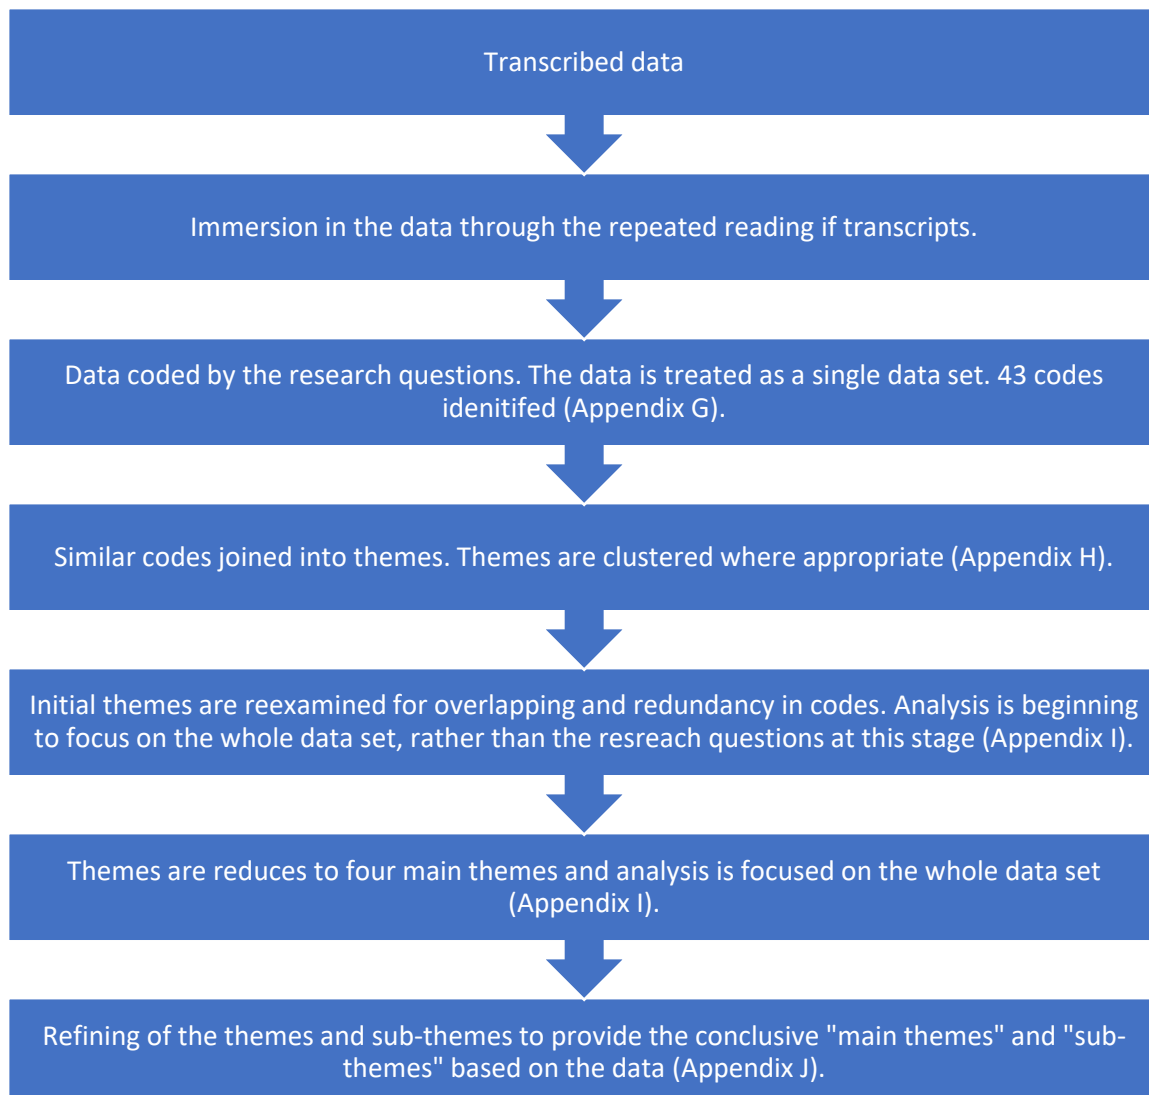 Transcribed data
Immersion in the data through the repeated reading if transcripts.
Data coded by the research questions. The data is treated as a single data set. 43 codes
idenitifed (Appendix G).
Similar codes joined into themes. Themes are clustered where appropriate (Appendix H).
Initial themes are reexamined for overlapping and redundancy in codes. Analysis is beginning
to focus on the whole data set, rather than the resreach questions at this stage (Appendix I).
Themes are reduces to four main themes and analysis is focused on the whole data set
(Appendix I).
Refining of the themes and sub-themes to provide the conclusive "main themes" and "sub-
themes" based on the data (Appendix J).